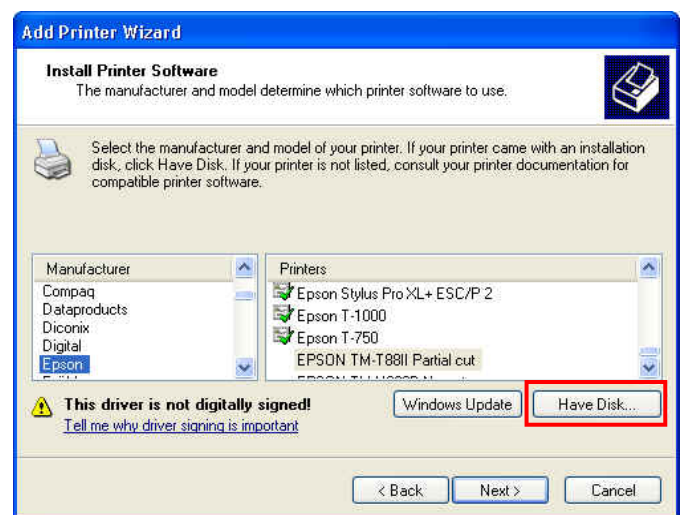 Add Printer Wizard
Install Printer Software
The manufacturer and model determine which printer software to use.
Select the manufacturer and model of your printer. If your printer came with an installation
disk, click Have Disk. If your printer is not listed, consult your printer documentation for
compatible printer software.
Manufacturer
Compaq
Dataproducts
Diconix
Digital
Epson
Printers
Epson Stylus Pro XL+ ESC/P 2
Epson T-1000
Epson T-750
EPSON TM-T88II Partial cut
This driver is not digitally signed!
Tell me why driver signing is important
Windows Update
Have Disk...
< Back
Next >
Cancel